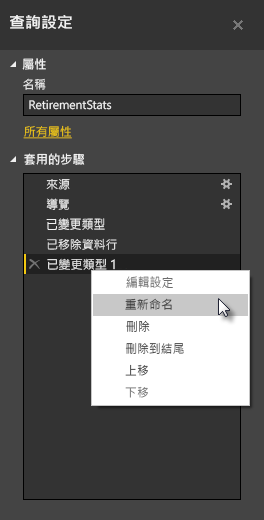 查詢設定
屬性
名稱
RetirementStats
所有屬性
套用的步驟
來源
導覽
已變更類型
已移除資料行
已變更類型 1
編輯設定
重新命名
刪除
刪除到結尾
上移
下移